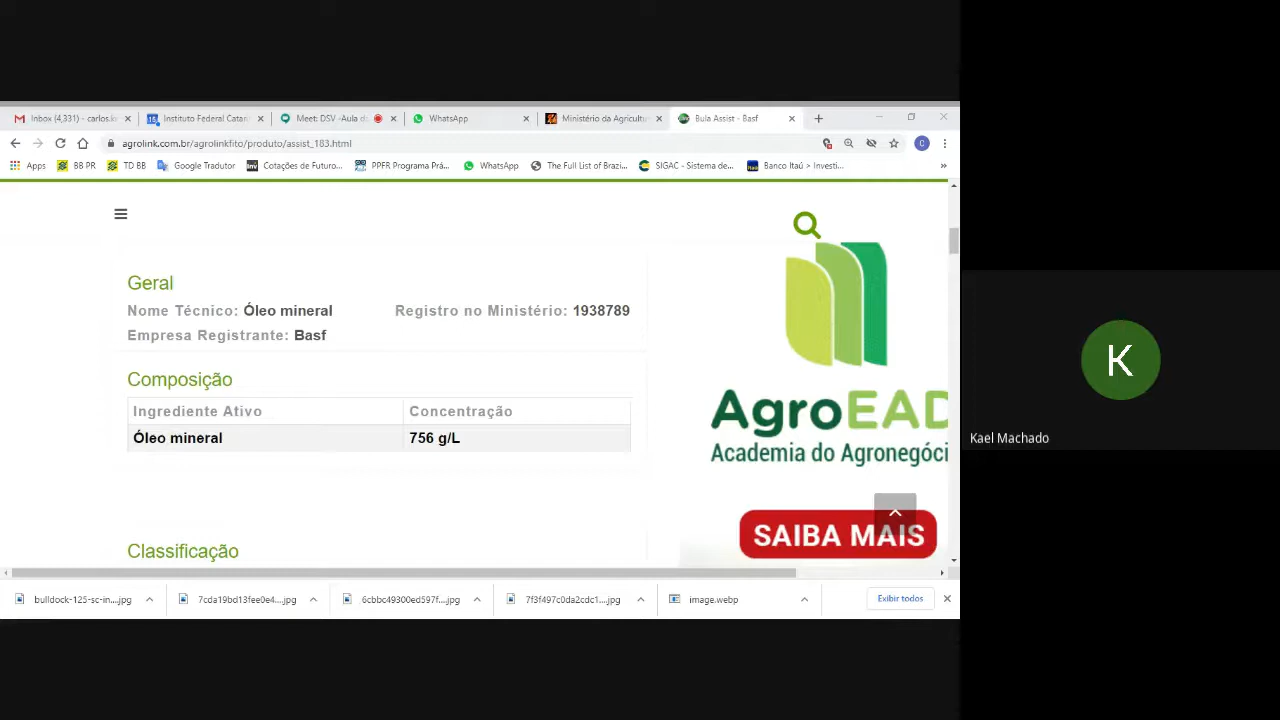 Inbox (4,331) - carlos.kr
Instituto Federal Catari
Meet: DSV -Aula d
WhatsApp
Ministério da Agricultur
Bula Assist - Basf
agrolink.com.br/agrolinkfito/produto/assist_183.html
Apps
BB PR
TD BB
Google Tradutor
Inv
Cotações de Futuro...
PPFR Programa Prá...
WhatsApp
The Full List of Brazi...
SIGAC - Sistema de...
Banco Itaú > Investi...
»
Geral
Nome Técnico: Óleo mineral
Registro no Ministério: 1938789
Empresa Registrante: Basf
Composição
Ingrediente Ativo
Concentração
Óleo mineral
756 g/L
Classificação
AgroEAD
Academia do Agronegóci
SAIBA MAIS
bulldock-125-sc-in....jpg
7cda19bd13fee0e4....jpg
6cbbc49300ed597f....jpg
7f3f497c0da2cdc1....jpg
image.webp
Exibir todos
K
Kael Machado